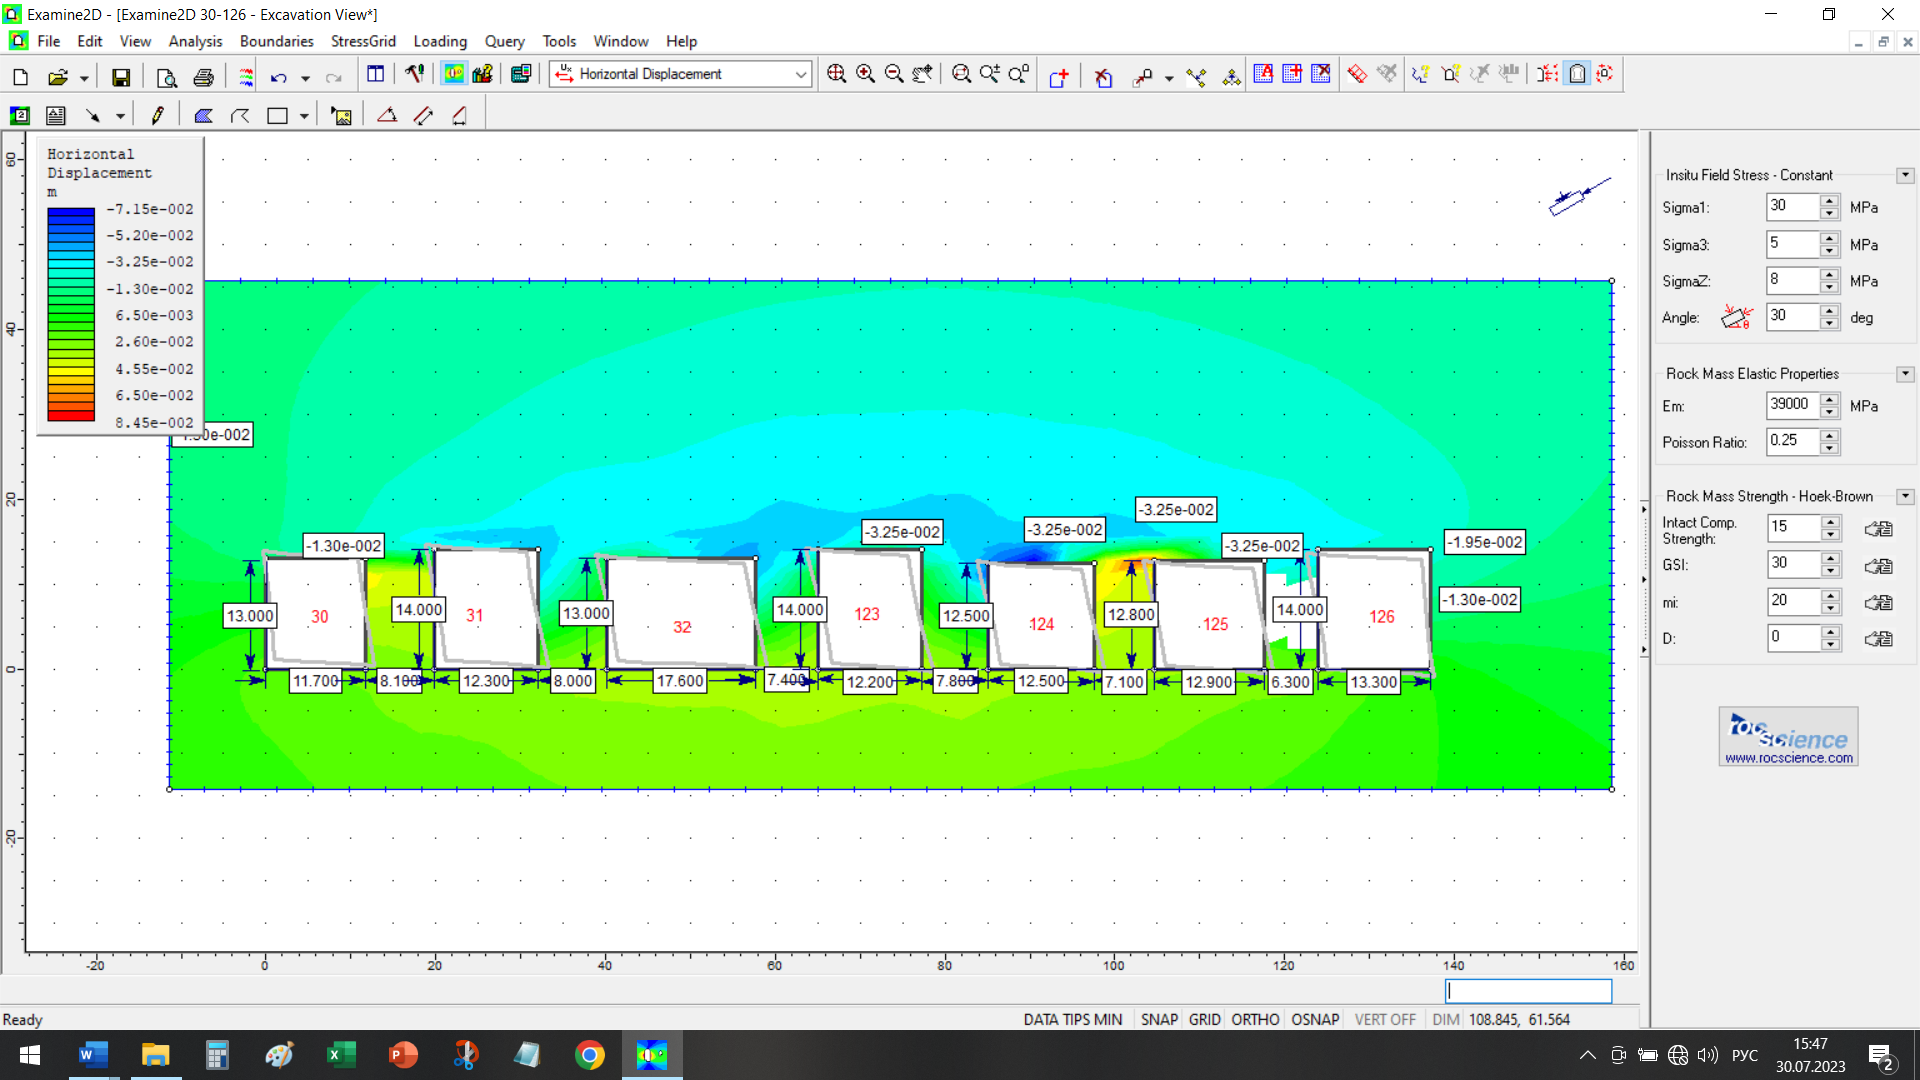 Examine2D - [Examine2D 30-126 - Excavation View*]
File Edit View Analysis Boundaries StressGrid Loading Query Tools Window Help
Horizontal Displacement
Horizontal
Displacement
m
-7.15e-002
-5.20e-002
-3.25e-002
-1.30e-002
6.50e-003
2.60e-002
4.55e-002
6.50e-002
8.45e-002
60
40
20
0
-20
-1.30e-002
-3.25e-002
-3.25e-002
-3.25e-002
-3.25e-002
-1.95e-002
-1.30e-002
13.000
30
14.000
31
13.000
32
14.000
123
12.500
124
12.800
125
14.000
126
11.700
8.100
12.300
8.000
17.600
7.400
12.200
7.800
12.500
7.100
12.900
6.300
13.300
-20 0 20 40 60 80 100 120 140 160
Insitu Field Stress - Constant
Sigma1: 30 MPa
Sigma3: 5 MPa
SigmaZ: 8 MPa
Angle: θ 30 deg
Rock Mass Elastic Properties
Em: 39000 MPa
Poisson Ratio: 0.25
Rock Mass Strength - Hoek-Brown
Intact Comp.
Strength: 15
GSI: 30
mi: 20
D: 0
rocscience
www.rocscience.com
Ready
DATA TIPS MIN SNAP GRID ORTHO OSNAP VERT OFF DIM 108.845, 61.564
РУС
15:47
30.07.2023
2